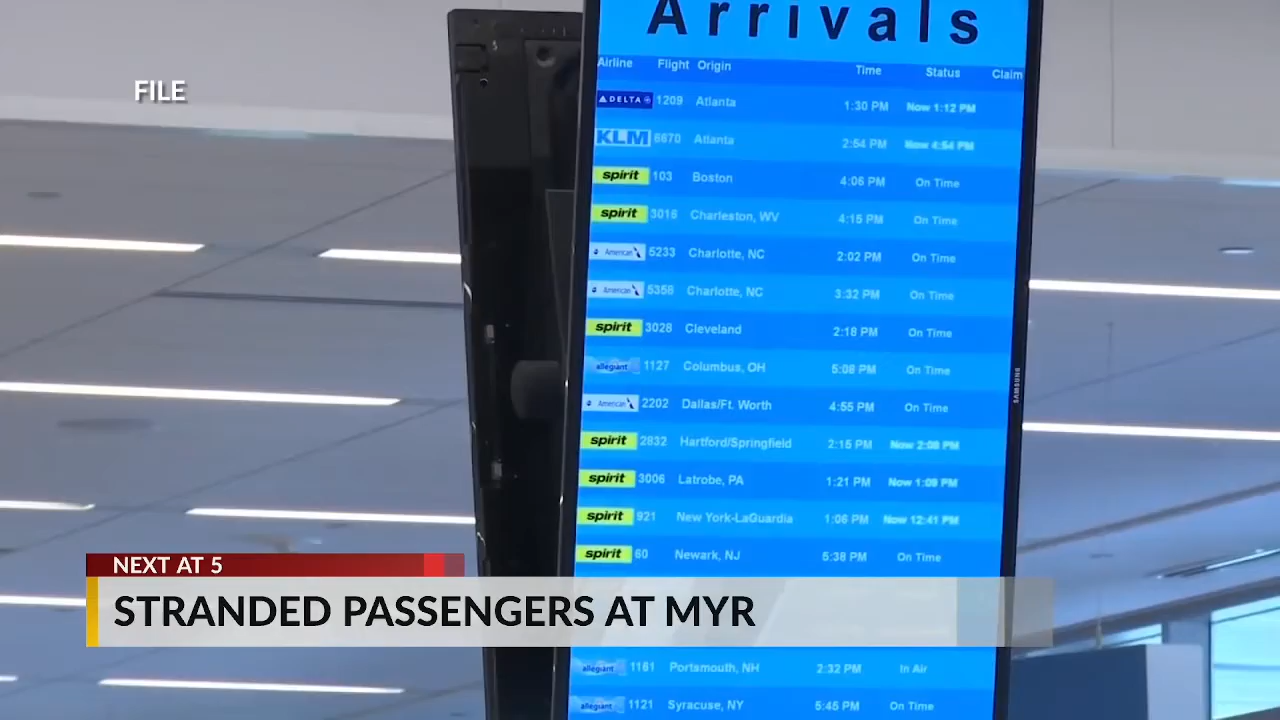 Arrivals
Airline Flight Origin Time Status Claim
FILE
DELTA 1209 Atlanta 1:30 PM Now 1:12 PM
KLM 6670 Atlanta 2:54 PM Now 4:54 PM
spirit 103 Boston 4:06 PM On Time
spirit 3016 Charleston, WV 4:15 PM On Time
American 5233 Charlotte, NC 2:02 PM On Time
American 5358 Charlotte, NC 3:32 PM On Time
spirit 3028 Cleveland 2:18 PM On Time
allegiant 1127 Columbus, OH 5:08 PM On Time
American 2202 Dallas/Ft. Worth 4:55 PM On Time
spirit 2832 Hartford/Springfield 2:15 PM Now 2:08 PM
spirit 3006 Latrobe, PA 1:21 PM Now 1:09 PM
spirit 921 New York-LaGuardia 1:06 PM Now 12:41 PM
spirit 60 Newark, NJ 5:38 PM On Time
allegiant 1161 Portsmouth, NH 2:32 PM In Air
allegiant 1121 Syracuse, NY 5:45 PM On Time
SAMSUNG
NEXT AT 5
STRANDED PASSENGERS AT MYR